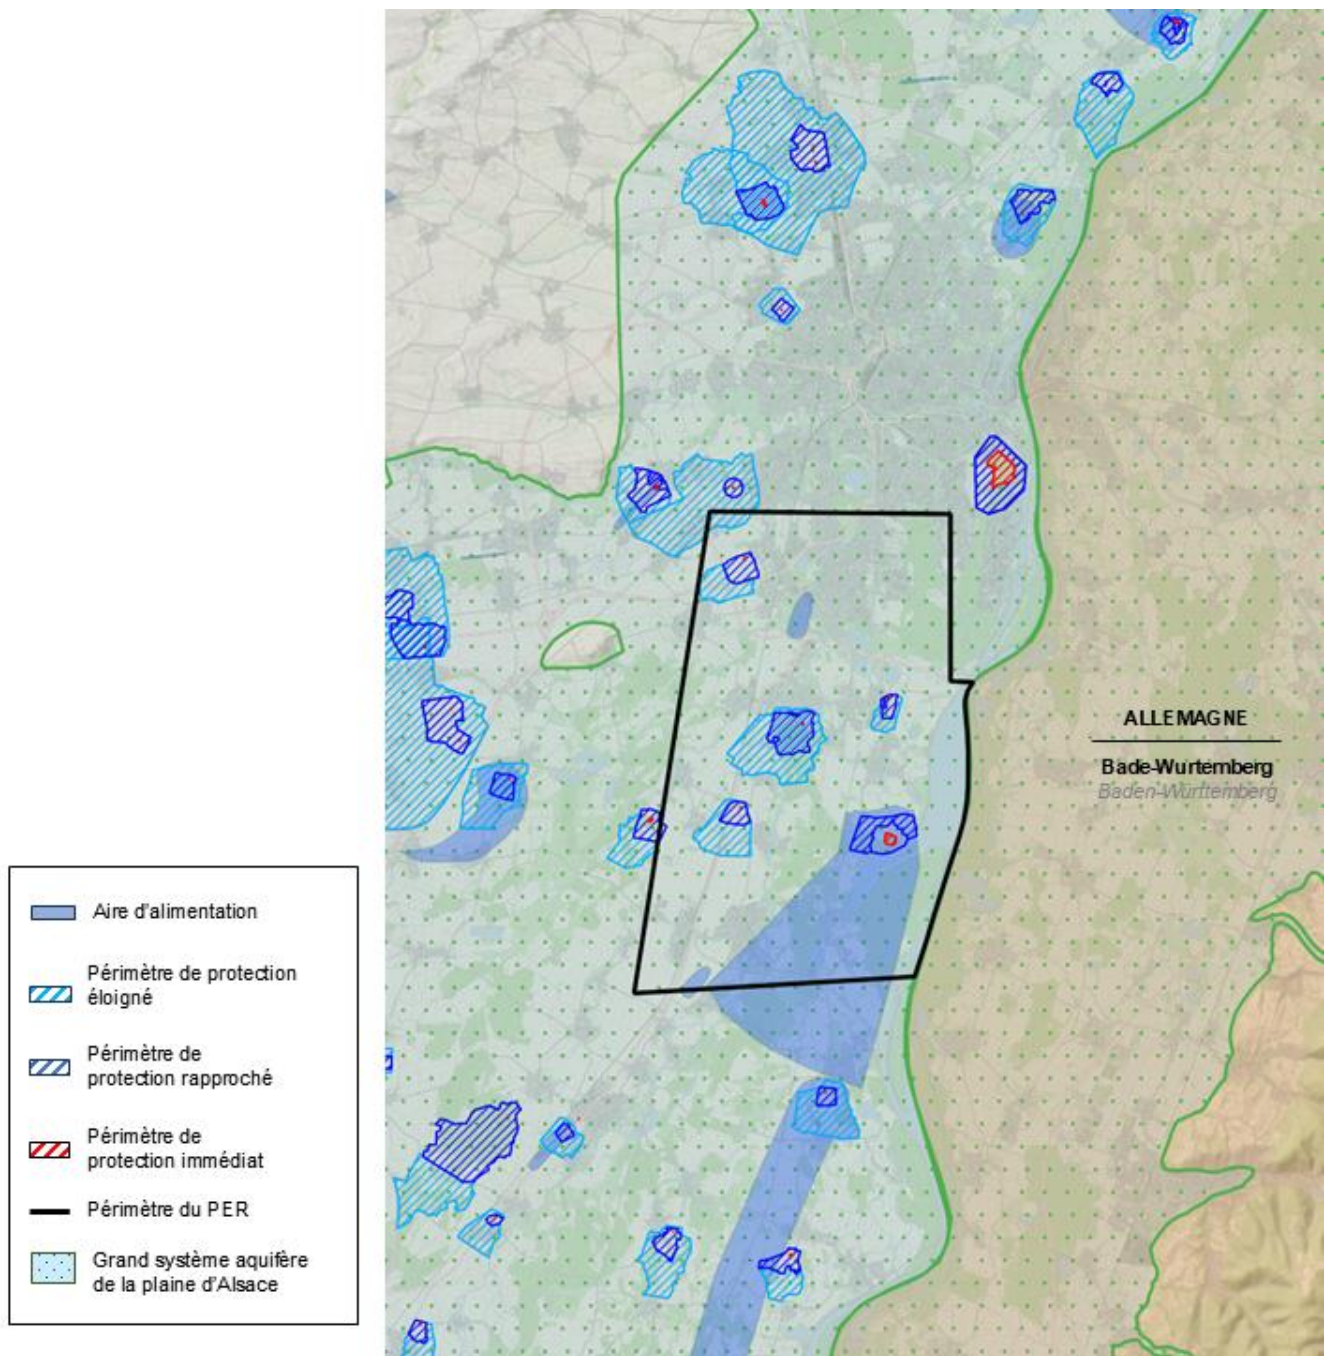 ALLEMAGNE
Bade-Wurtemberg
Baden-Württemberg
Aire d'alimentation
Périmètre de protection
éloigné
Périmètre de
protection rapproché
Périmètre de
protection immédiat
Périmètre du PER
Grand système aquifère
de la plaine d'Alsace